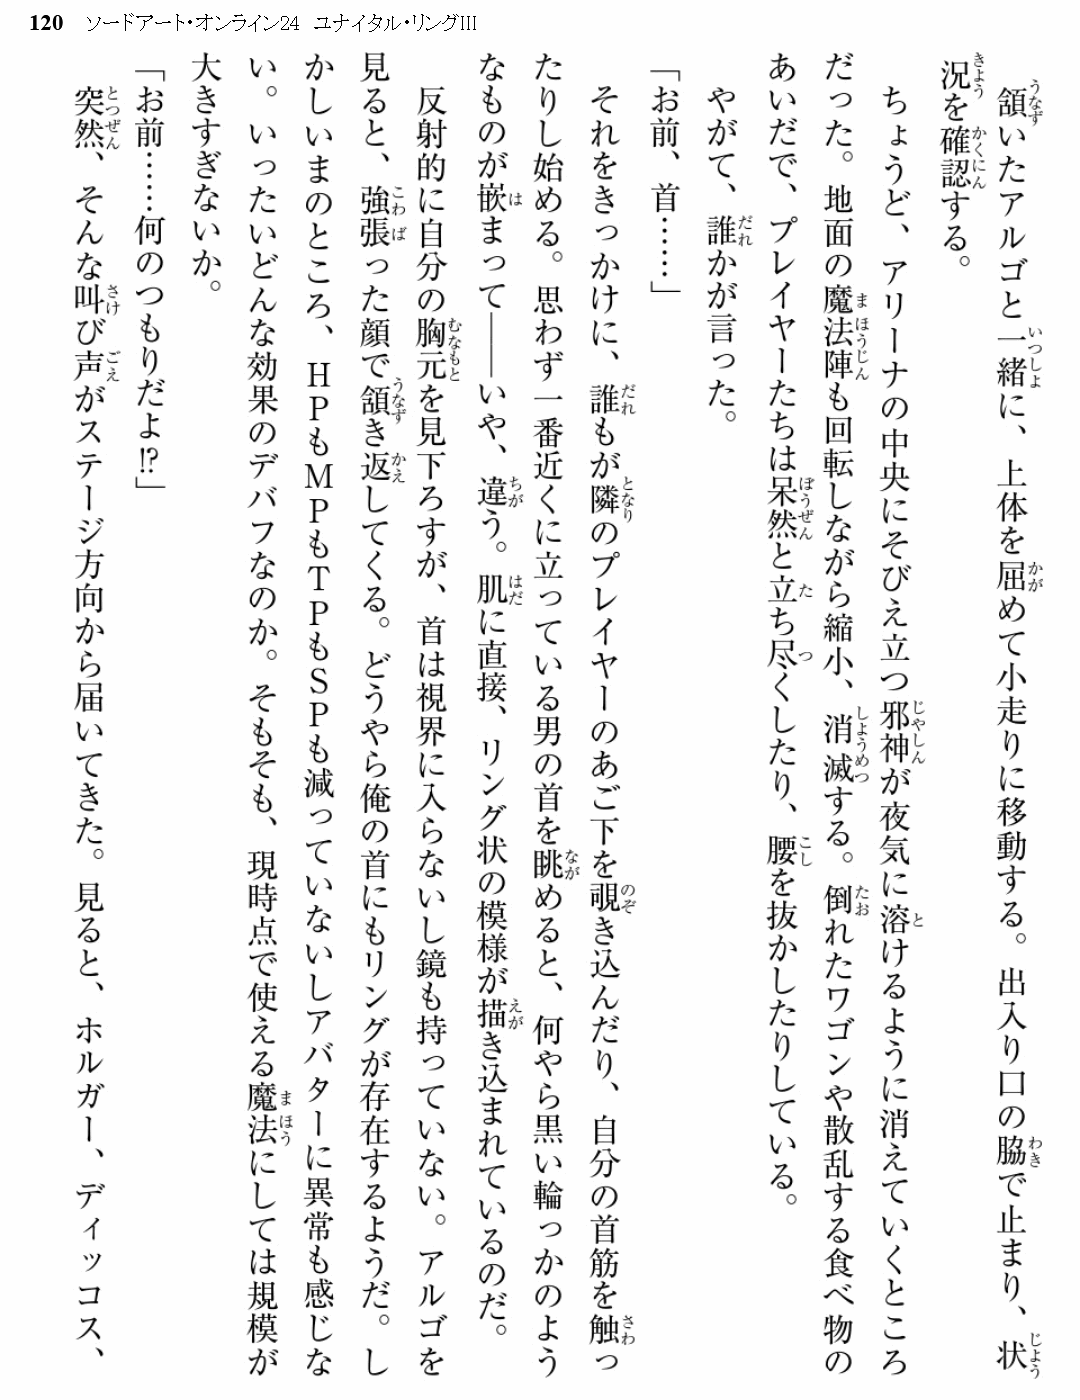 120 ソードアート・オンライン24 ユナイタル・リングIII
頷いたアルゴと一緒に、上体を屈めて小走りに移動する。出入り口の脇で止まり、状
況を確認する。
ちょうど、アリーナの中央にそびえ立つ邪神が夜気に溶けるように消えていくところ
だった。地面の魔法陣も回転しながら縮小、消滅する。倒れたワゴンや散乱する食べ物の
あいだで、プレイヤーたちは呆然と立ち尽くしたり、腰を抜かしたりしている。
やがて、誰かが言った。
「お前、首……」
それをきっかけに、誰もが隣のプレイヤーのあご下を覗き込んだり、自分の首筋を触っ
たりし始める。思わず一番近くに立っている男の首を眺めると、何やら黒い輪っかのよう
なものが嵌まって――いや、違う。肌に直接、リング状の模様が描き込まれているのだ。
反射的に自分の胸元を見下ろすが、首は視界に入らないし鏡も持っていない。アルゴを
見ると、強張った顔で頷き返してくる。どうやら俺の首にもリングが存在するようだ。し
かしいまのところ、HPもMPもTPもSPも減っていないしアバターに異常も感じな
い。いったいどんな効果のデバフなのか。そもそも、現時点で使える魔法にしては規模が
大きすぎないか。
「お前……何のつもりだよ!?」
突然、そんな叫び声がステージ方向から届いてきた。見ると、ホルガー、ディッコス、